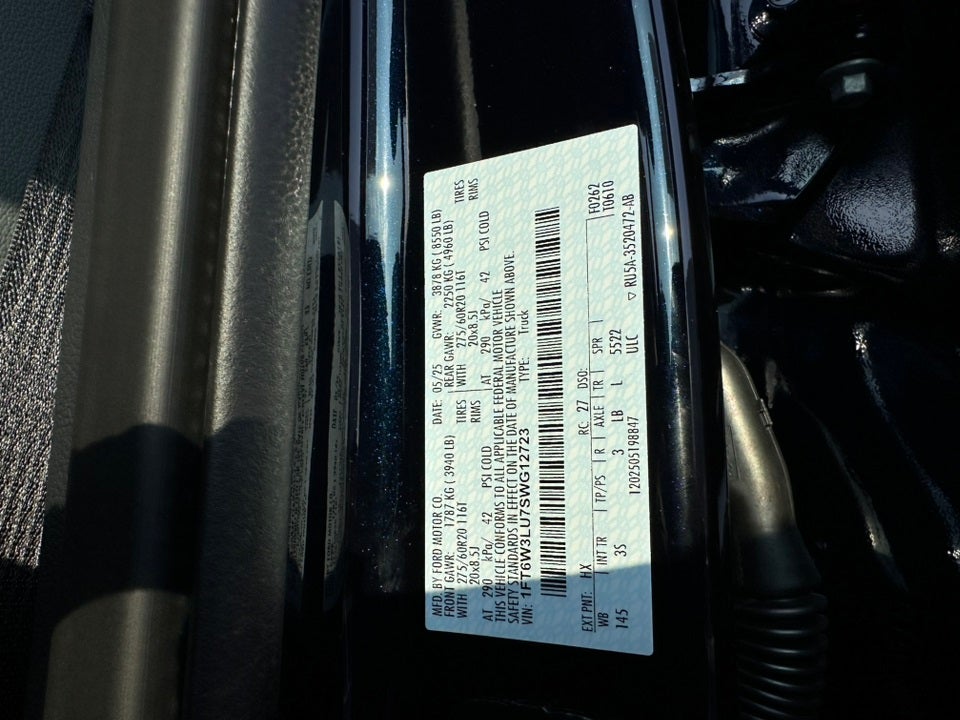 MFD. BY FORD MOTOR CO.
DATE: 05/25 GVWR: 3878 KG ( 8550 LB)
FRONT GAWR: 1787 KG ( 3940 LB) REAR GAWR: 2250 KG ( 4960 LB)
WITH 275/60R20 116T TIRES WITH 275/60R20 116T TIRES
20x8.5J RIMS 20x8.5J RIMS
AT 290 kPa/ 42 PSI COLD AT 290 kPa/ 42 PSI COLD
THIS VEHICLE CONFORMS TO ALL APPLICABLE FEDERAL MOTOR VEHICLE
SAFETY STANDARDS IN EFFECT ON THE DATE OF MANUFACTURE SHOWN ABOVE.
VIN: 1FT6W3LU7SWG12723 TYPE: Truck
EXT PNT: HX RC: 27 DSO: F0262
WB INT TR TP/PS R AXLE TR SPR T0610
145 3S 3 LB L 5522
120250519BB47 ULC ▽ RU5A-3520472-AB